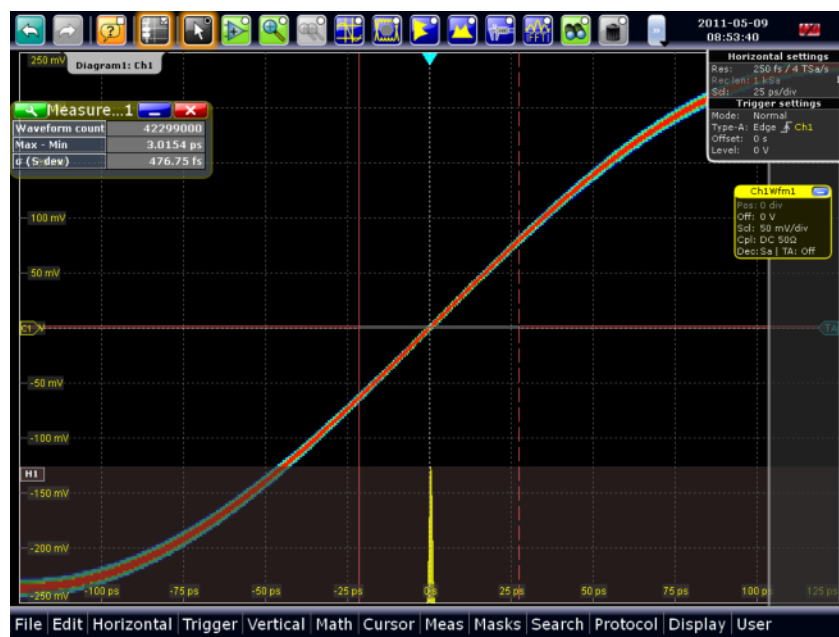 2011-05-09
08:53:40
250 mV
Diagram1: Ch1
Horizontal settings
Res: 250 fs / 4 TSa/s
Rec len: 1 kSa
Scl: 25 ps/div
Trigger settings
Mode: Normal
Type-A: Edge Ch1
Offset: 0 s
Level: 0 V
Measure...1
Waveform count 42299000
Max - Min 3.0154 ps
σ (S-dev) 476.75 fs
Ch1Wfm1
Pos: 0 div
Off: 0 V
Scl: 50 mV/div
Cpl: DC 50Ω
Dec: Sa | TA: Off
100 mV
50 mV
C1
TA
-50 mV
-100 mV
H1
-150 mV
-200 mV
-250 mV
-100 ps -75 ps -50 ps -25 ps 0 s 25 ps 50 ps 75 ps 100 ps 125 ps
File Edit Horizontal Trigger Vertical Math Cursor Meas Masks Search Protocol Display User